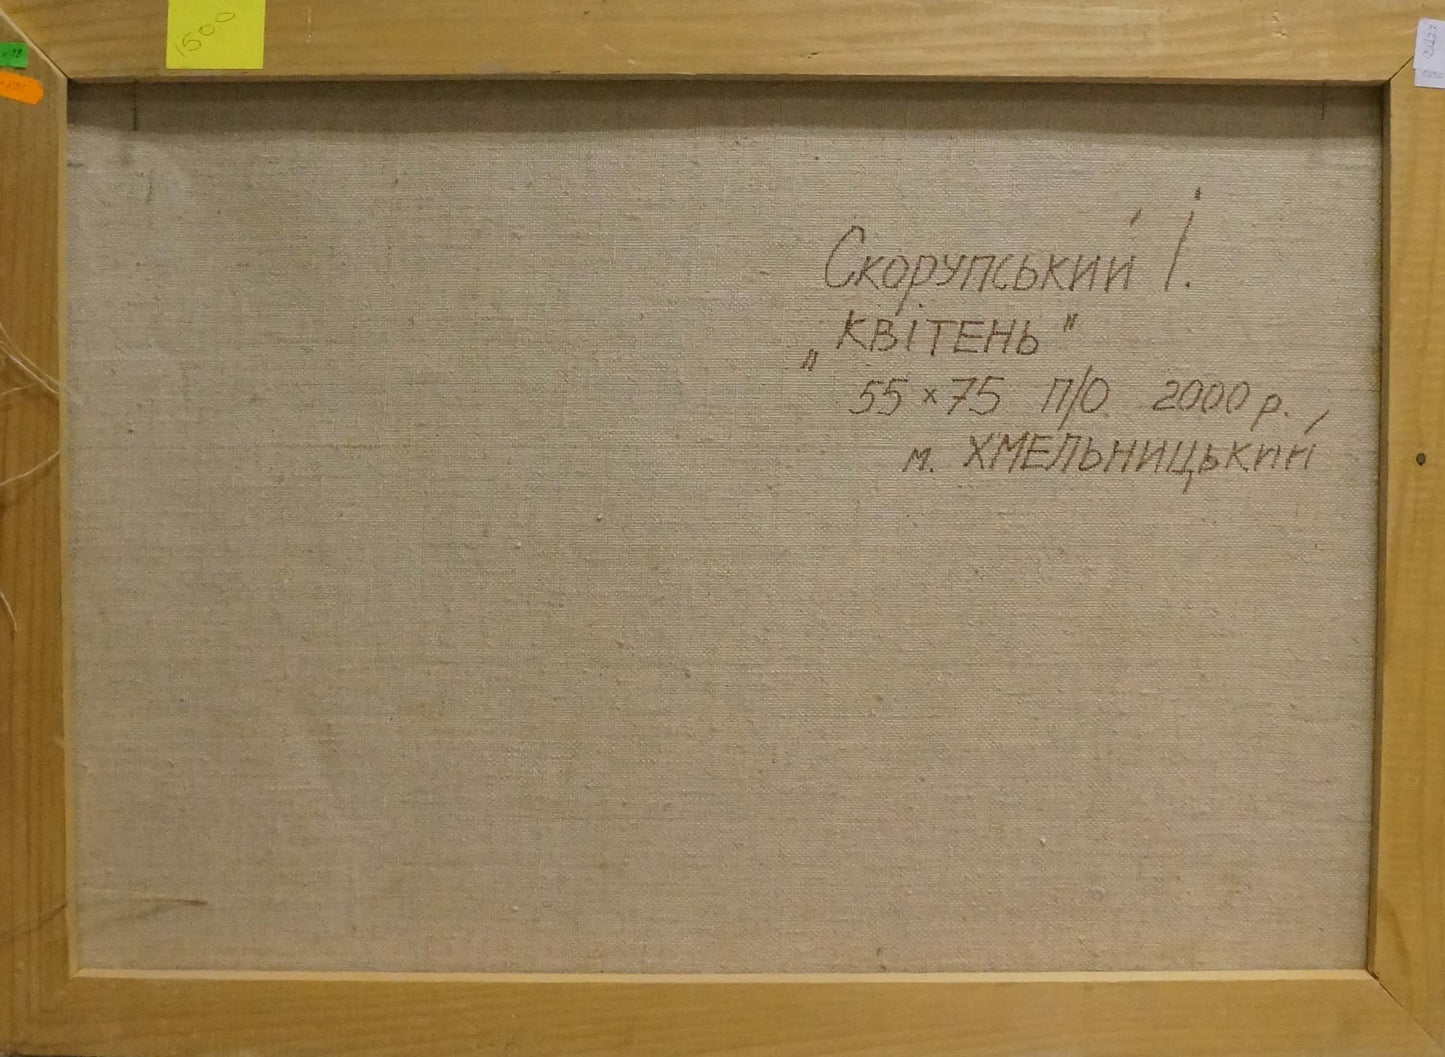 1500
Скорупський І.
„КВІТЕНЬ"
55×75 П/О 2000 р.
м. ХМЕЛЬНИЦЬКИЙ